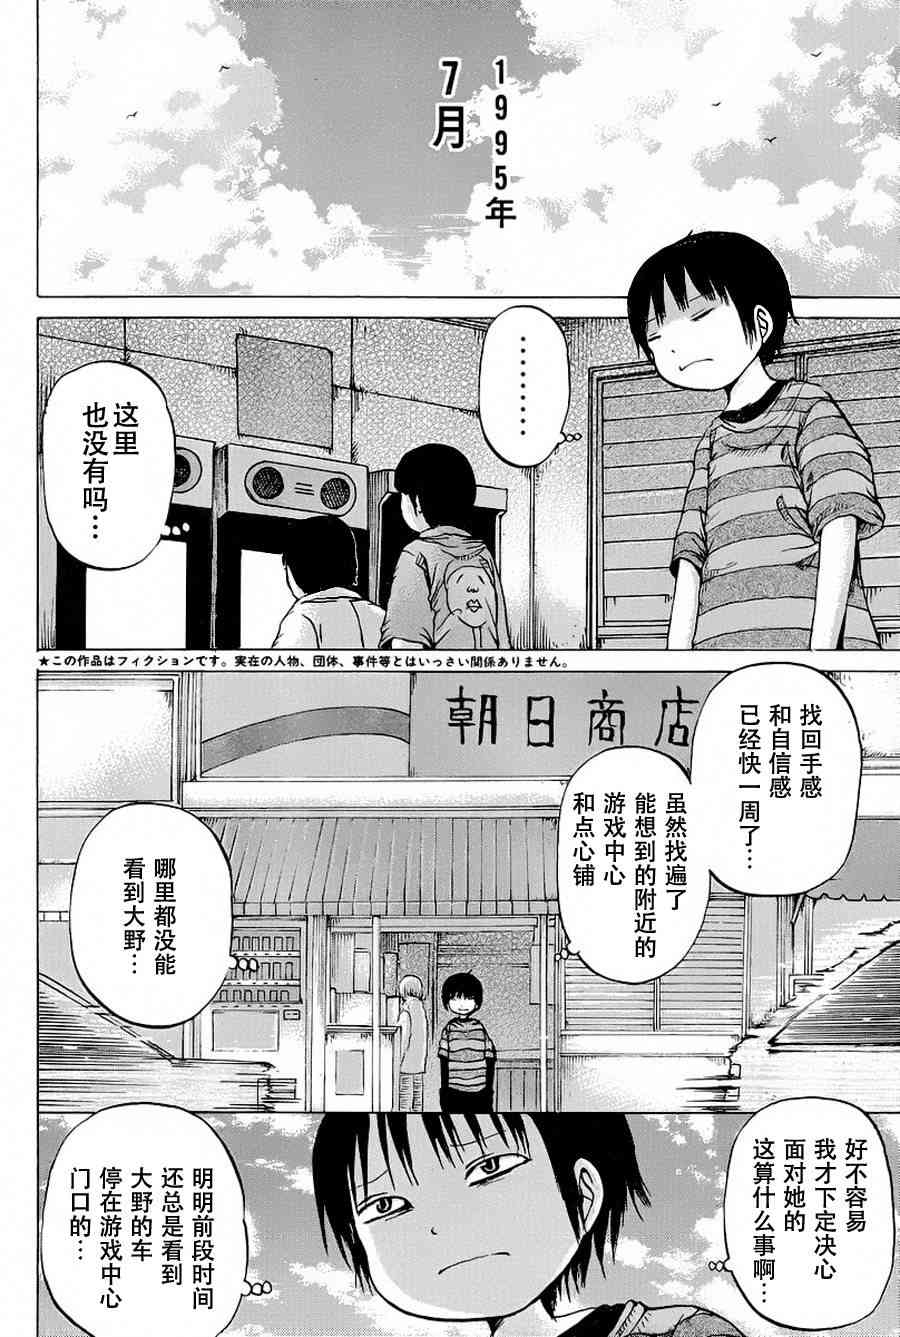 1995年
7月
……
这里
也没有吗…
★この作品はフィクションです。実在の人物、団体、事件等とはいっさい関係ありません。
朝日商店
找回手感
和自信感
已经快一周了…
虽然找遍了
能想到的附近的
游戏中心
和点心铺
哪里都没能
看到大野…
好不容易
我才下定决心
面对她的
这算什么事啊…
明明前段时间
还总是看到
大野的车
停在游戏中心
门口的…